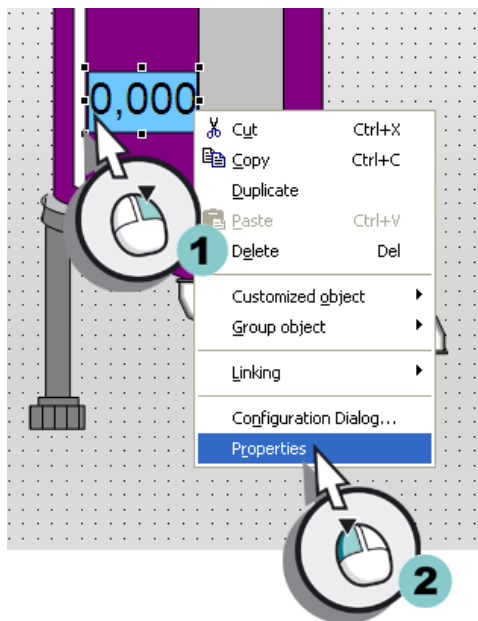 0,000
Cut Ctrl+X
Copy Ctrl+C
Duplicate
Paste Ctrl+V
1
Delete Del
Customized object
Group object
Linking
Configuration Dialog...
Properties
2